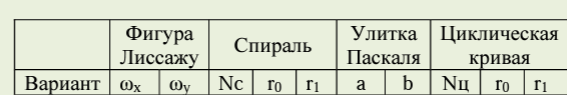 Фигура Лиссажу Спираль Улитка Паскаля Циклическая кривая
Вариант ωx ωy Nc r0 r1 a b Nц r0 r1